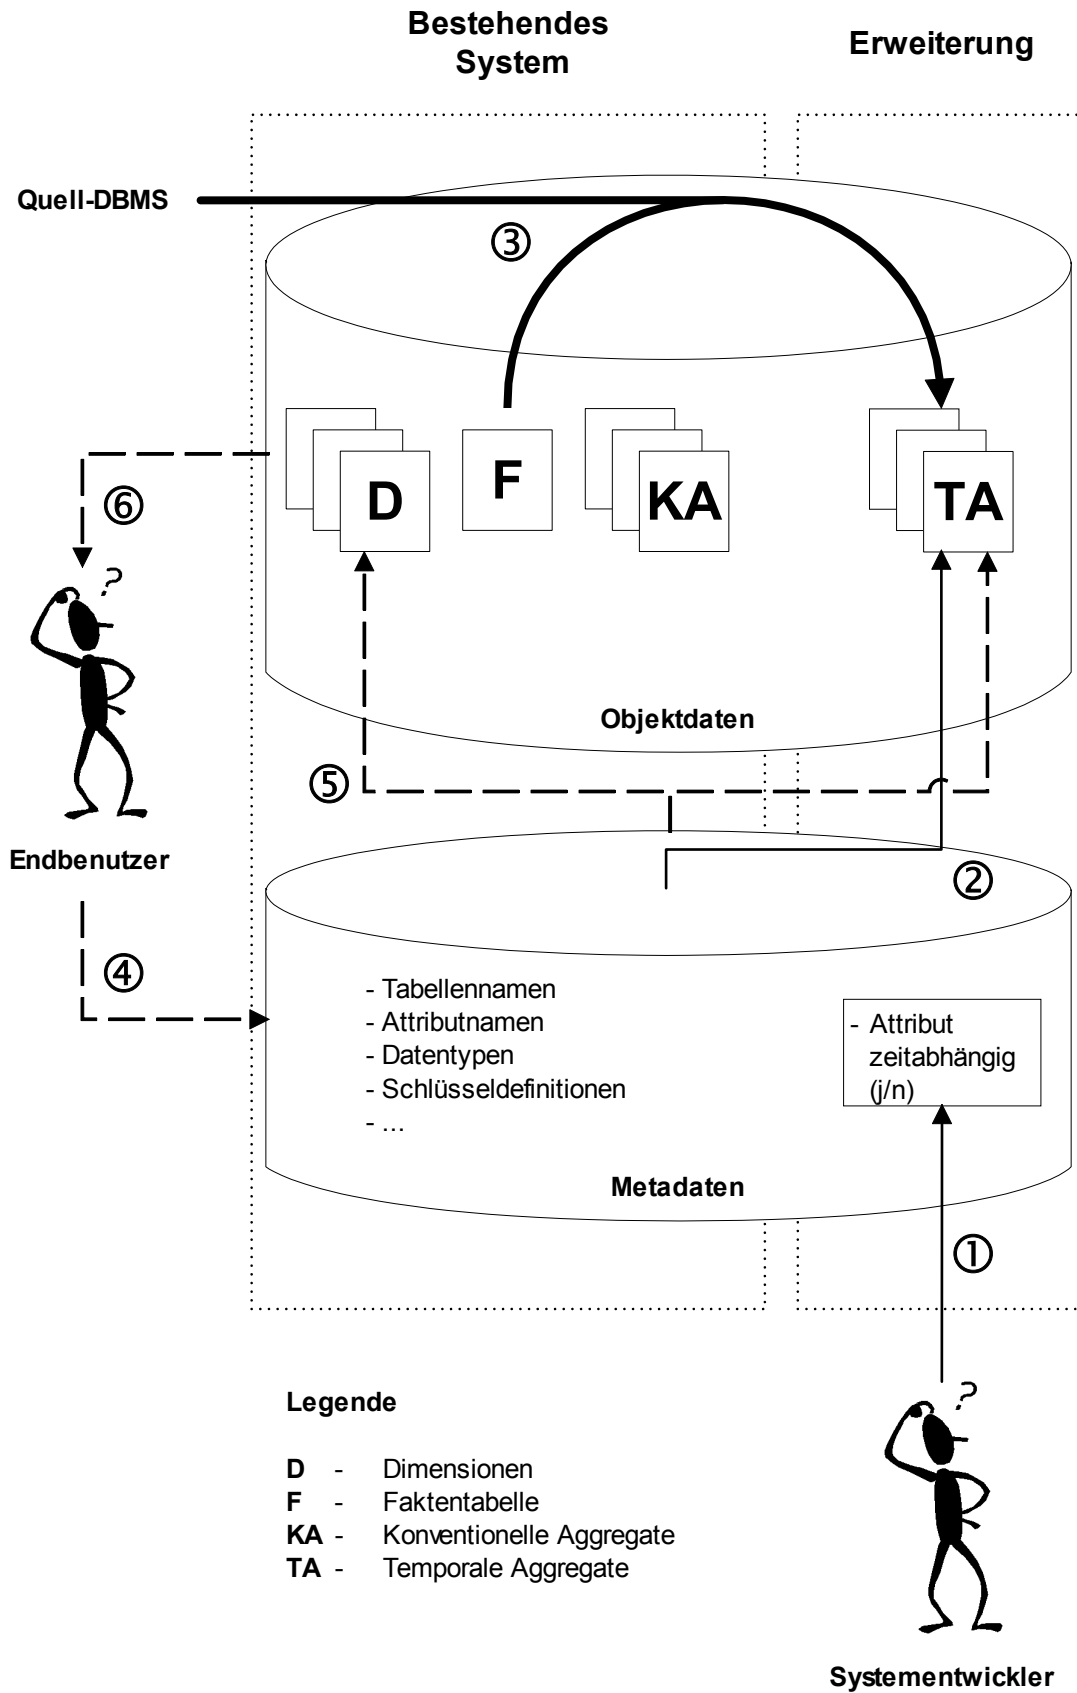 Bestehendes
System
Erweiterung
Quell-DBMS
③
D
F
KA
TA
⑥
?
Objektdaten
⑤
Endbenutzer
②
④
- Tabellennamen
- Attributnamen
- Datentypen
- Schlüsseldefinitionen
- ...
- Attribut
zeitabhängig
(j/n)
Metadaten
①
?
Legende
D - Dimensionen
F - Faktentabelle
KA - Konventionelle Aggregate
TA - Temporale Aggregate
Systementwickler